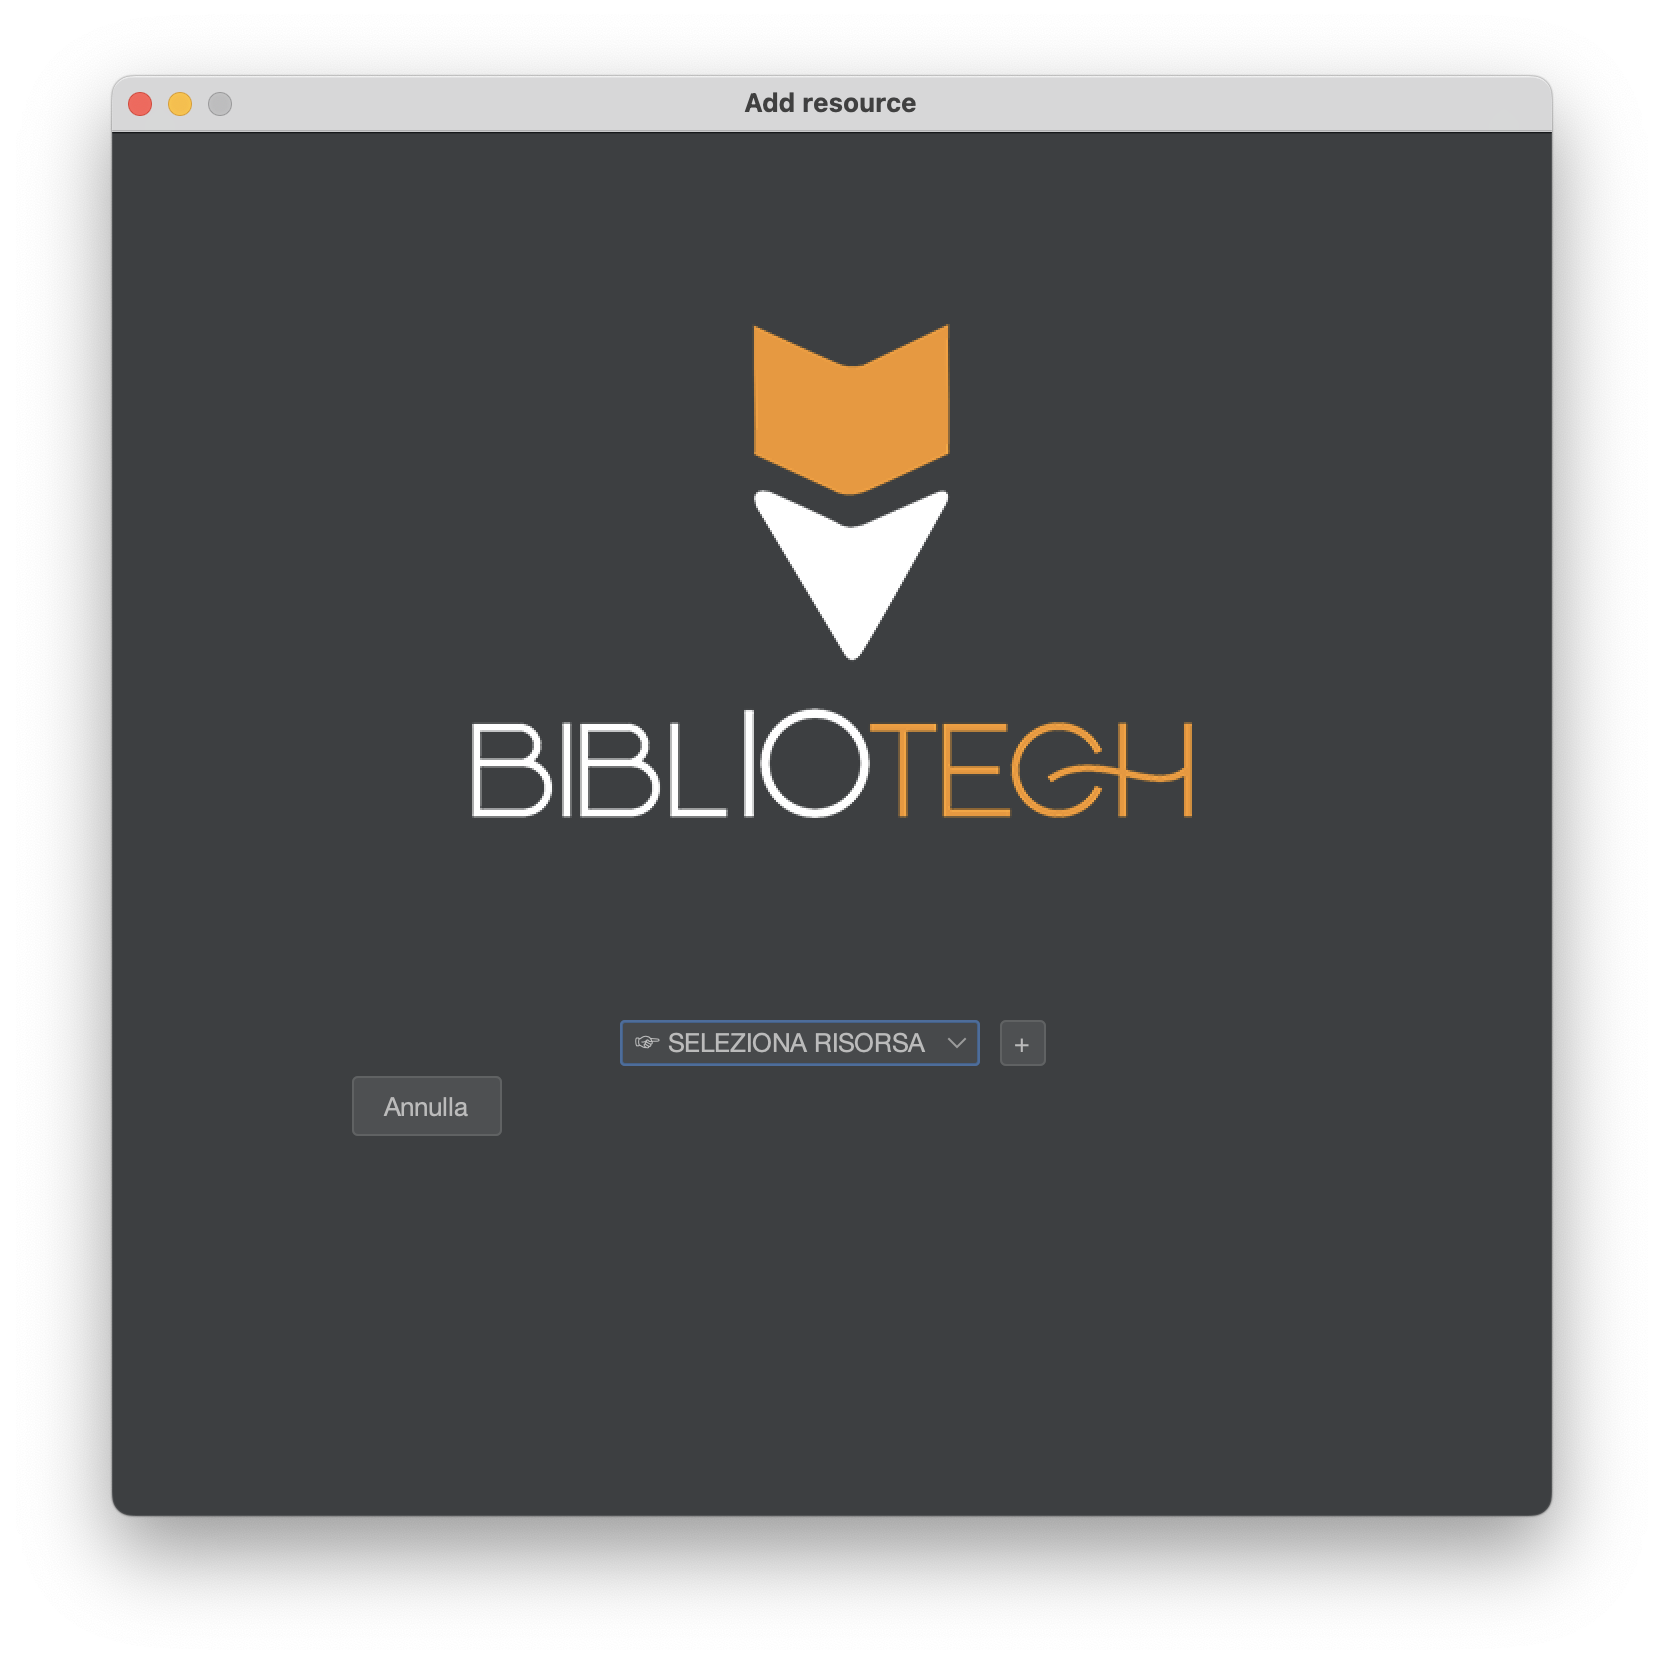 Add resource
BIBLIOTECH
☞ SELEZIONA RISORSA
+
Annulla